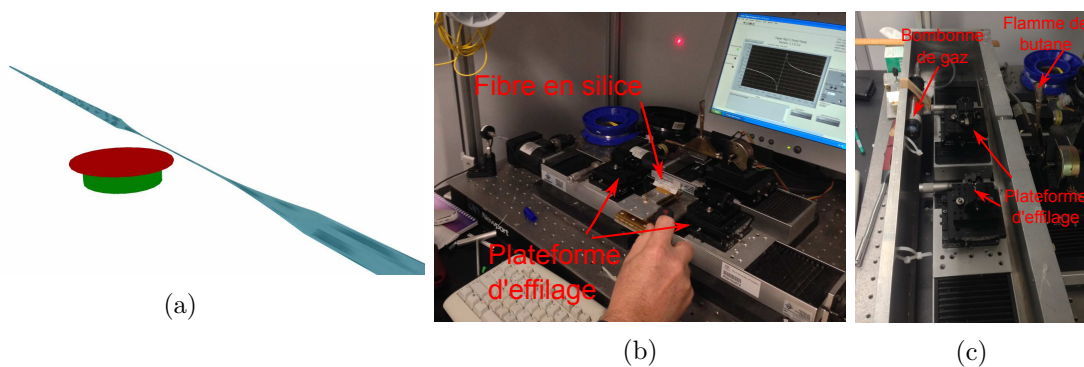 Fibre en silice
Plateforme
d'effilage
Bombonne
de gaz
Flamme de
butane
Plateforme
d'effilage
(a)
(b)
(c)